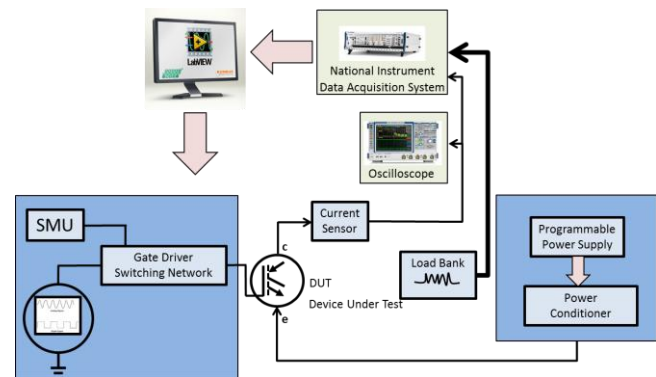 LabVIEW
National Instrument
Data Acquisition System
Oscilloscope
SMU
Gate Driver
Switching Network
Current
Sensor
c
DUT
Device Under Test
e
Load Bank
Programmable
Power Supply
Power
Conditioner